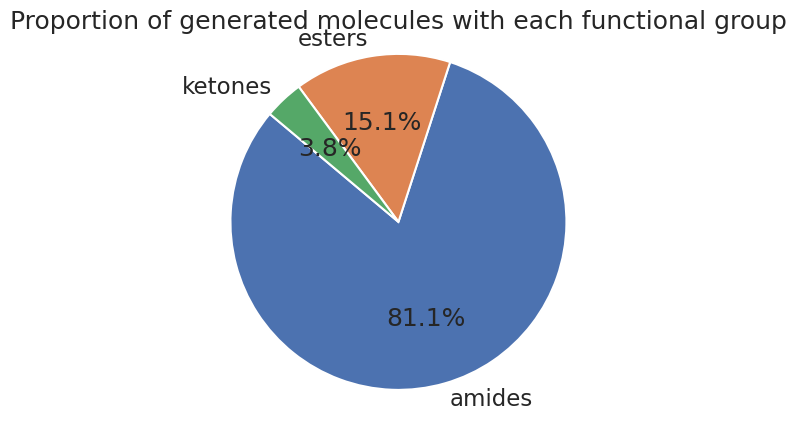 Proportion of generated molecules with each functional group
esters
ketones
15.1%
3.8%
81.1%
amides